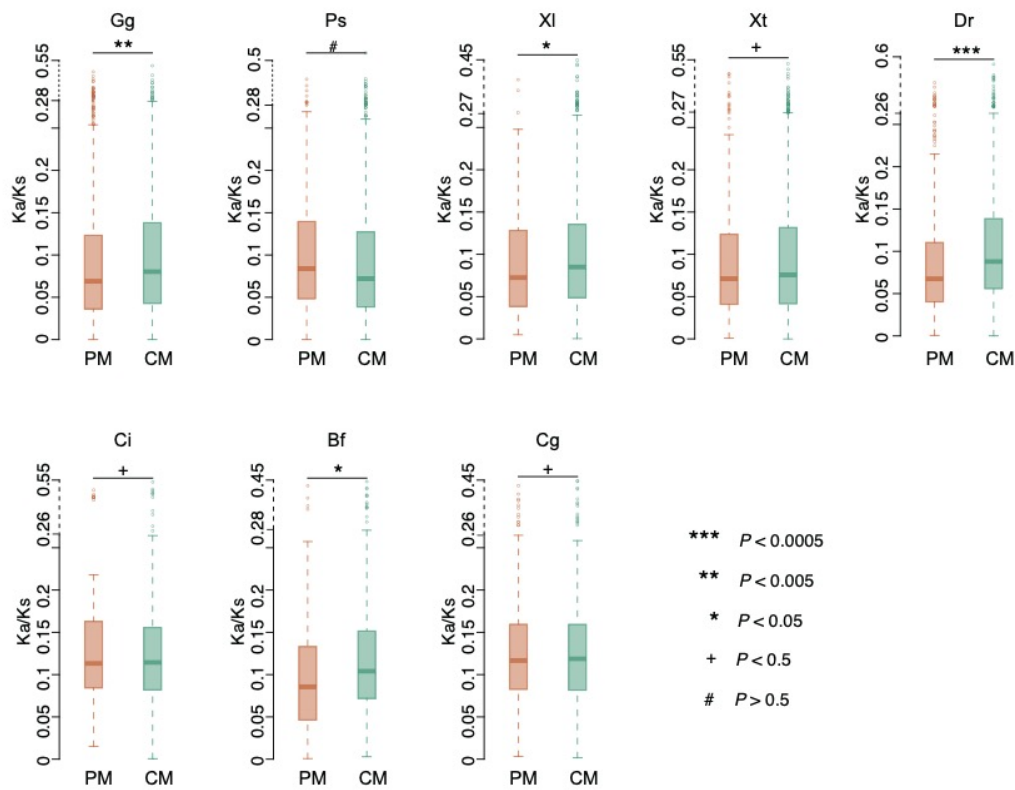 Gg
**
Ka/Ks
0 0.05 0.1 0.15 0.2 0.28 0.55
PM CM
Ps
#
Ka/Ks
0 0.05 0.1 0.15 0.2 0.28 0.5
PM CM
Xl
*
Ka/Ks
0 0.05 0.1 0.15 0.2 0.27 0.45
PM CM
Xt
+
Ka/Ks
0 0.05 0.1 0.15 0.2 0.27 0.55
PM CM
Dr
***
Ka/Ks
0 0.05 0.1 0.15 0.2 0.26 0.6
PM CM
Ci
+
Ka/Ks
0 0.05 0.1 0.15 0.2 0.26 0.55
PM CM
Bf
*
Ka/Ks
0 0.05 0.1 0.15 0.2 0.28 0.45
PM CM
Cg
+
Ka/Ks
0 0.05 0.1 0.15 0.2 0.26 0.45
PM CM
*** P < 0.0005
** P < 0.005
* P < 0.05
+ P < 0.5
# P > 0.5